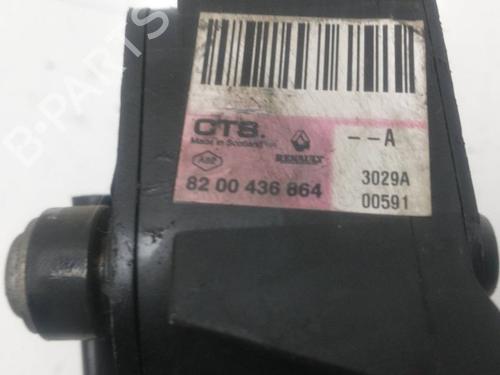 CTS.
Made in Scotland
RENAULT
82 00 436 864
--A
3029A
00591
B-PARTS